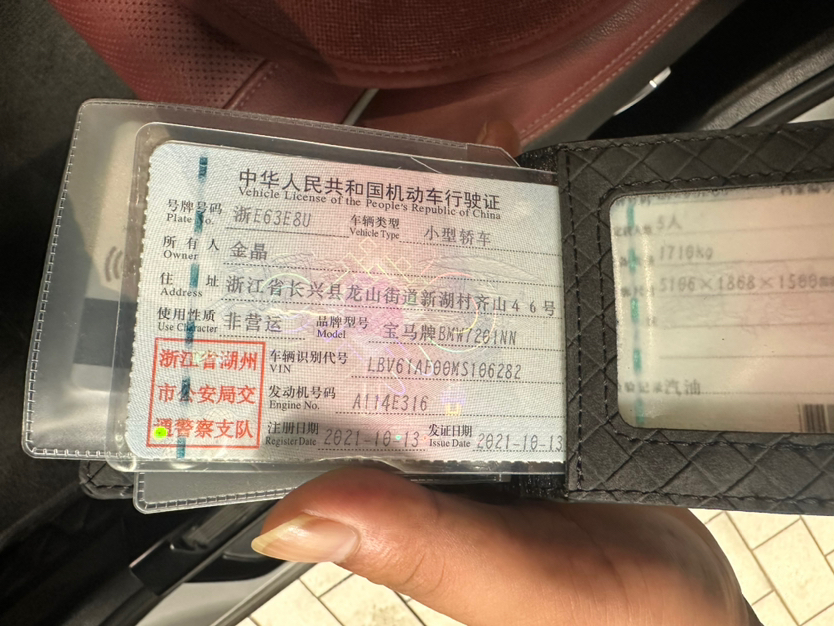 中华人民共和国机动车行驶证
Vehicle License of the People's Republic of China
号牌号码 浙E63E8U 车辆类型 小型轿车
Plate No. Vehicle Type
所有人 金晶
Owner
住址 浙江省长兴县龙山街道新湖村齐山46号
Address
使用性质 非营运 品牌型号 宝马牌BMW7201NN
Use Character Model
浙江省湖州
市公安局交
通警察支队
车辆识别代号 LBV61AF00MS106282
VIN
发动机号码 A114E316
Engine No.
注册日期 2021-10-13 发证日期 2021-10-13
Register Date Issue Date
5人
1710kg
5106×1868×1500mm
汽油